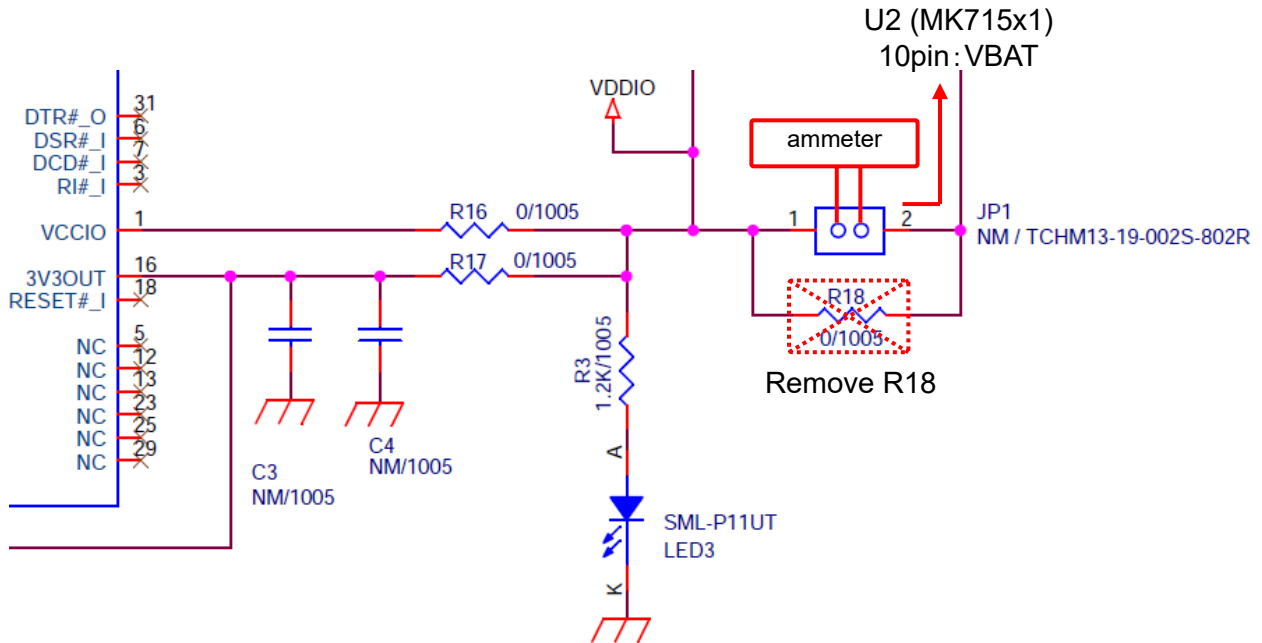 U2 (MK715x1)
10pin:VBAT
VDDIO
ammeter
DTR#_O 31
DSR#_I 6
DCD#_I 7
RI#_I 3
VCCIO 1
R16 0/1005
1 2
JP1
NM / TCHM13-19-002S-802R
3V3OUT 16
R17 0/1005
RESET#_I 18
R18
0/1005
Remove R18
NC 5
NC 12
NC 13
NC 23
NC 25
NC 29
R3
1.2K/1005
C3
NM/1005
C4
NM/1005
A
SML-P11UT
LED3
K